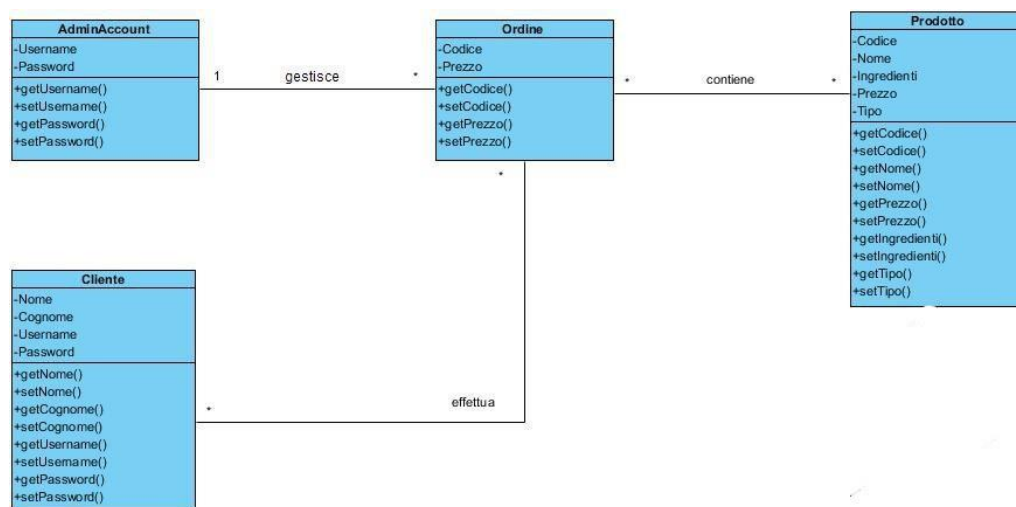 AdminAccount
-Username
-Password
+getUsername()
+setUsername()
+getPassword()
+setPassword()
1
gestisce
*
Ordine
-Codice
-Prezzo
+getCodice()
+setCodice()
+getPrezzo()
+setPrezzo()
*
contiene
*
Prodotto
-Codice
-Nome
-Ingredienti
-Prezzo
-Tipo
+getCodice()
+setCodice()
+getNome()
+setNome()
+getPrezzo()
+setPrezzo()
+getIngredienti()
+setIngredienti()
+getTipo()
+setTipo()
*
Cliente
-Nome
-Cognome
-Username
-Password
+getNome()
+setNome()
+getCognome()
+setCognome()
+getUsername()
+setUsername()
+getPassword()
+setPassword()
*
effettua